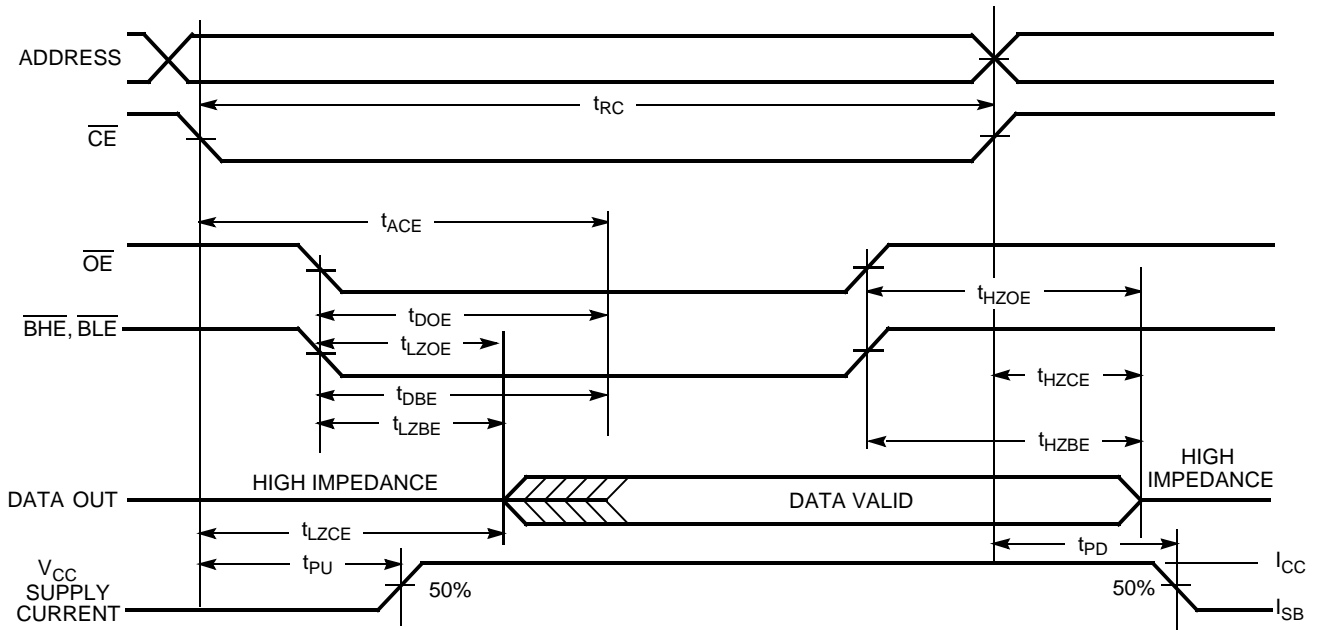 ADDRESS
tRC
CE
tACE
OE
tHZOE
tDOE
BHE, BLE
tLZOE
tHZCE
tDBE
tLZBE
tHZBE
HIGH IMPEDANCE
HIGH
IMPEDANCE
DATA OUT
DATA VALID
tLZCE
tPD
tPU
VCC
SUPPLY
CURRENT
50%
50%
ICC
ISB